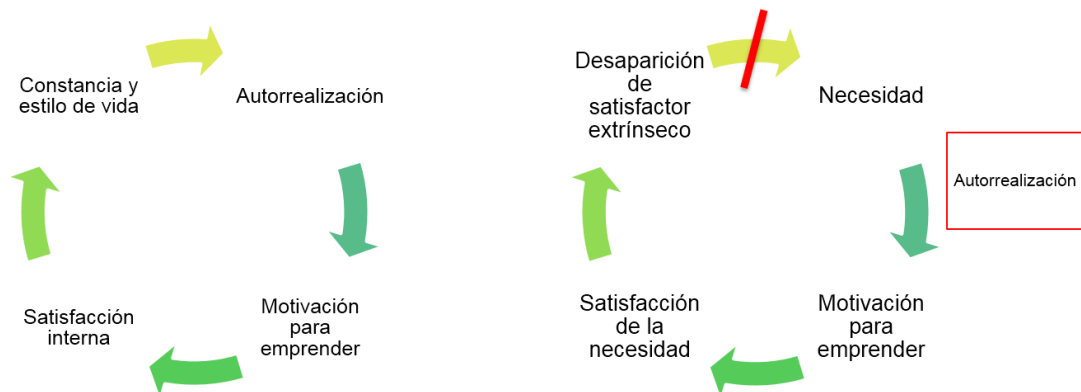 Constancia y
estilo de vida
Autorrealización
Motivación
para
emprender
Satisfacción
interna
Desaparición
de
satisfactor
extrínseco
Necesidad
Autorrealización
Motivación
para
emprender
Satisfacción
de la
necesidad